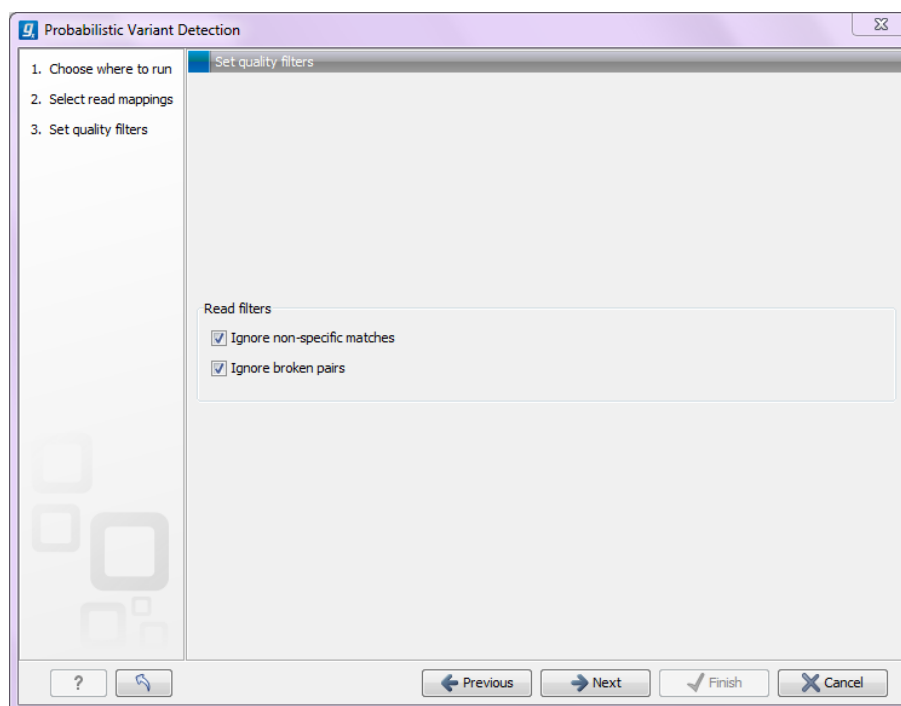 Probabilistic Variant Detection
1. Choose where to run
2. Select read mappings
3. Set quality filters
Set quality filters
Read filters
Ignore non-specific matches
Ignore broken pairs
?
Previous
Next
Finish
Cancel